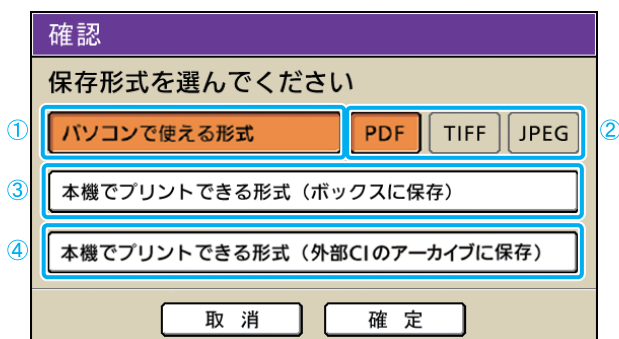 確認
保存形式を選んでください
① パソコンで使える形式 PDF TIFF JPEG ②
③ 本機でプリントできる形式（ボックスに保存）
④ 本機でプリントできる形式（外部CIのアーカイブに保存）
取 消 確 定